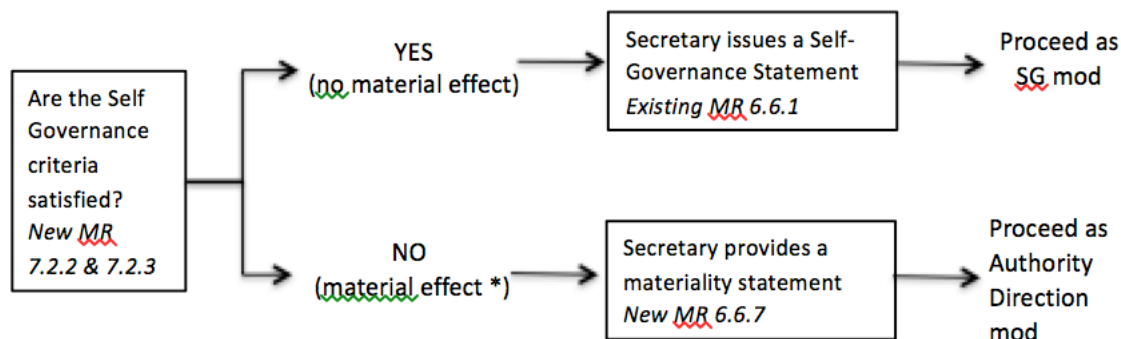 Are the Self
Governance
criteria
satisfied?
New MR
7.2.2 & 7.2.3
YES
(no material effect)
Secretary issues a Self-
Governance Statement
Existing MR 6.6.1
Proceed as
SG mod
NO
(material effect *)
Secretary provides a
materiality statement
New MR 6.6.7
Proceed as
Authority
Direction
mod